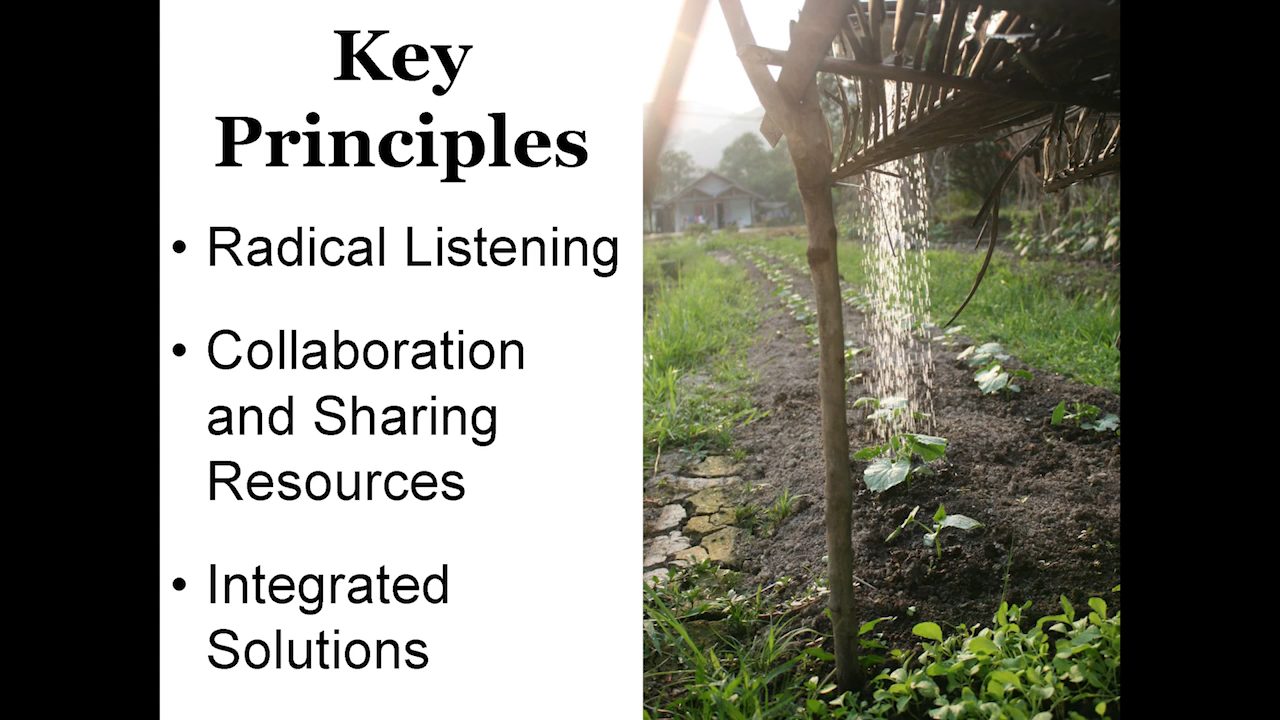 Key
Principles
• Radical Listening
• Collaboration
and Sharing
Resources
• Integrated
Solutions